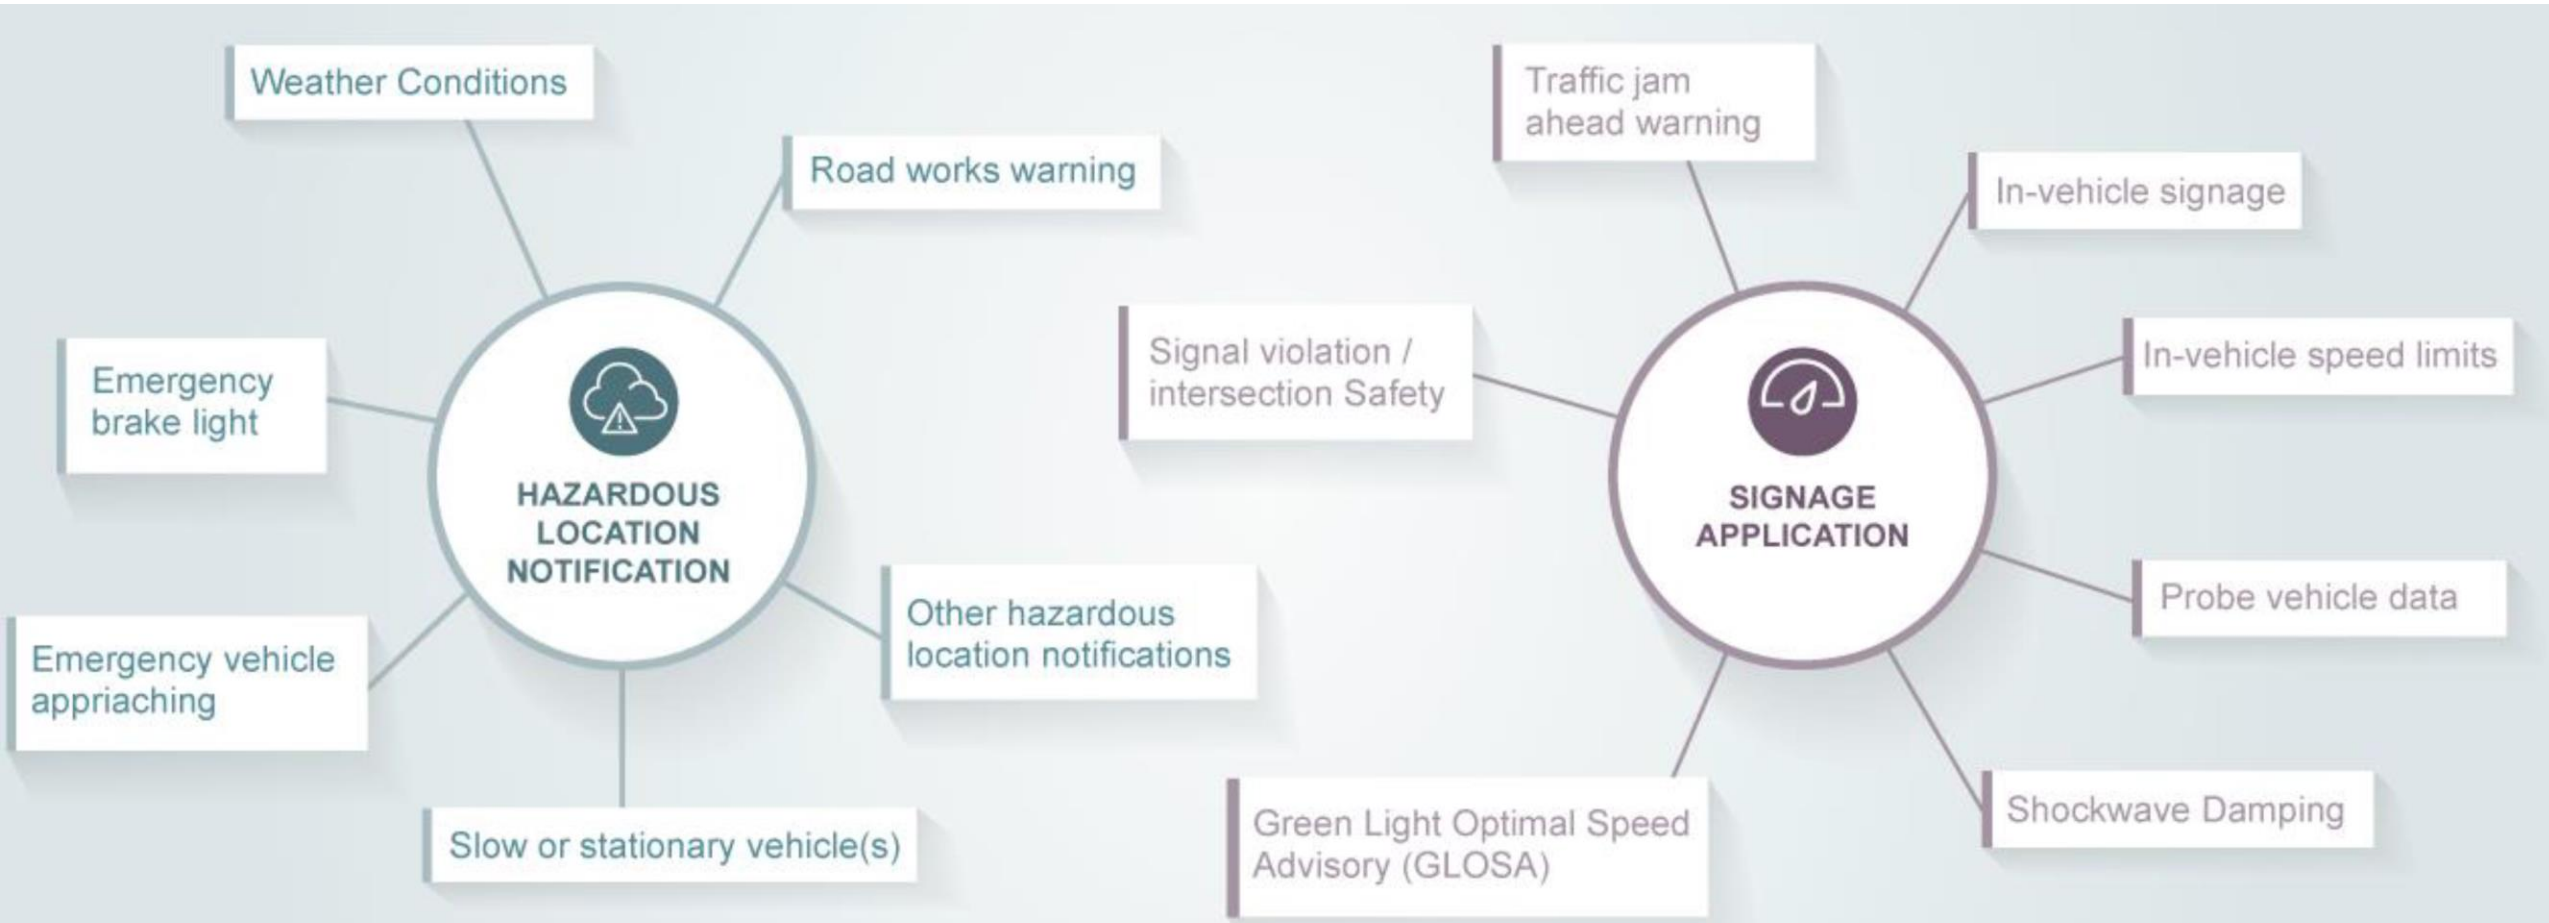 Weather Conditions
Road works warning
Emergency
brake light
HAZARDOUS
LOCATION
NOTIFICATION
Emergency vehicle
appriaching
Other hazardous
location notifications
Slow or stationary vehicle(s)
Traffic jam
ahead warning
In-vehicle signage
Signal violation /
intersection Safety
In-vehicle speed limits
SIGNAGE
APPLICATION
Probe vehicle data
Green Light Optimal Speed
Advisory (GLOSA)
Shockwave Damping